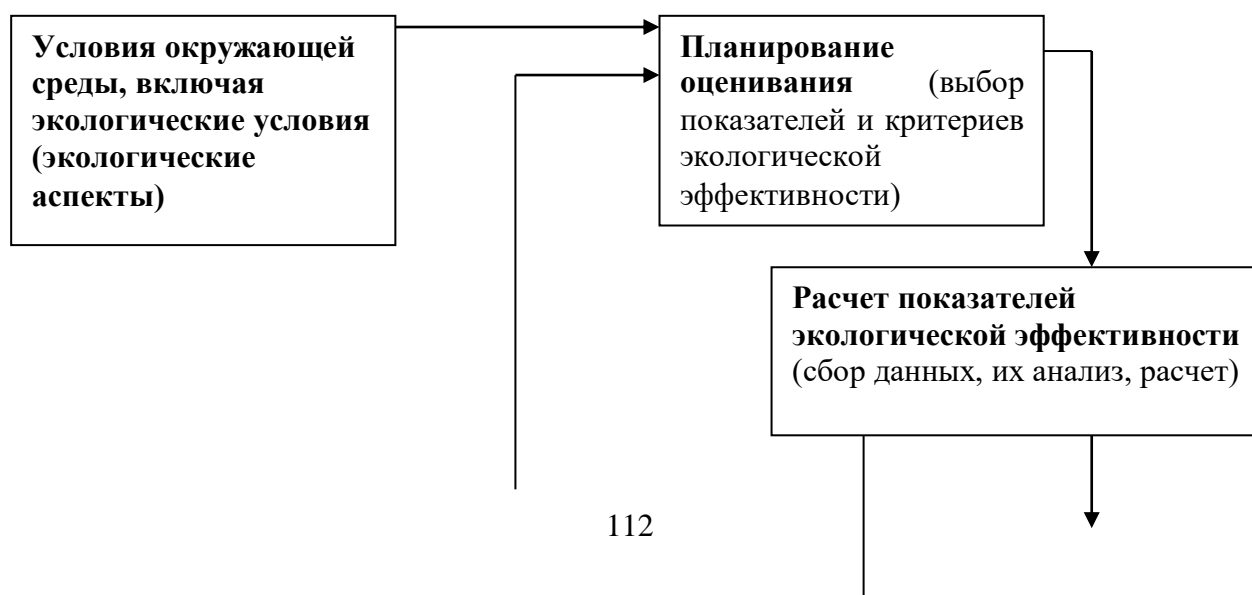 Условия окружающей
среды, включая
экологические условия
(экологические
аспекты)
Планирование
оценивания (выбор
показателей и критериев
экологической
эффективности)
Расчет показателей
экологической эффективности
(сбор данных, их анализ, расчет)
112